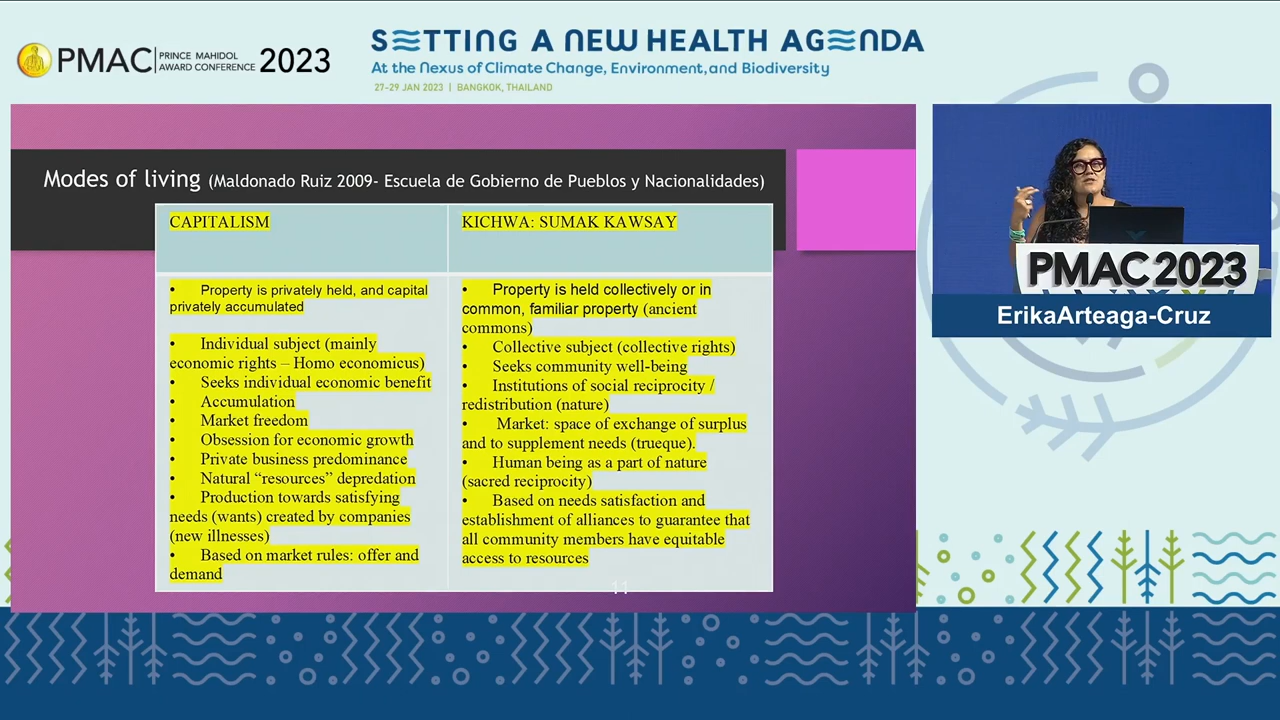 PMAC PRINCE MAHIDOL AWARD CONFERENCE 2023
SETTING A NEW HEALTH AGENDA
At the Nexus of Climate Change, Environment, and Biodiversity
27-29 JAN 2023 | BANGKOK, THAILAND
Modes of living (Maldonado Ruiz 2009- Escuela de Gobierno de Pueblos y Nacionalidades)
CAPITALISM
• Property is privately held, and capital
privately accumulated
• Individual subject (mainly
economic rights – Homo economicus)
• Seeks individual economic benefit
• Accumulation
• Market freedom
• Obsession for economic growth
• Private business predominance
• Natural “resources” depredation
• Production towards satisfying
needs (wants) created by companies
(new illnesses)
• Based on market rules: offer and
demand
KICHWA: SUMAK KAWSAY
• Property is held collectively or in
common, familiar property (ancient
commons)
• Collective subject (collective rights)
• Seeks community well-being
• Institutions of social reciprocity /
redistribution (nature)
• Market: space of exchange of surplus
and to supplement needs (trueque).
• Human being as a part of nature
(sacred reciprocity)
• Based on needs satisfaction and
establishment of alliances to guarantee that
all community members have equitable
access to resources
11
PMAC 2023
ErikaArteaga-Cruz